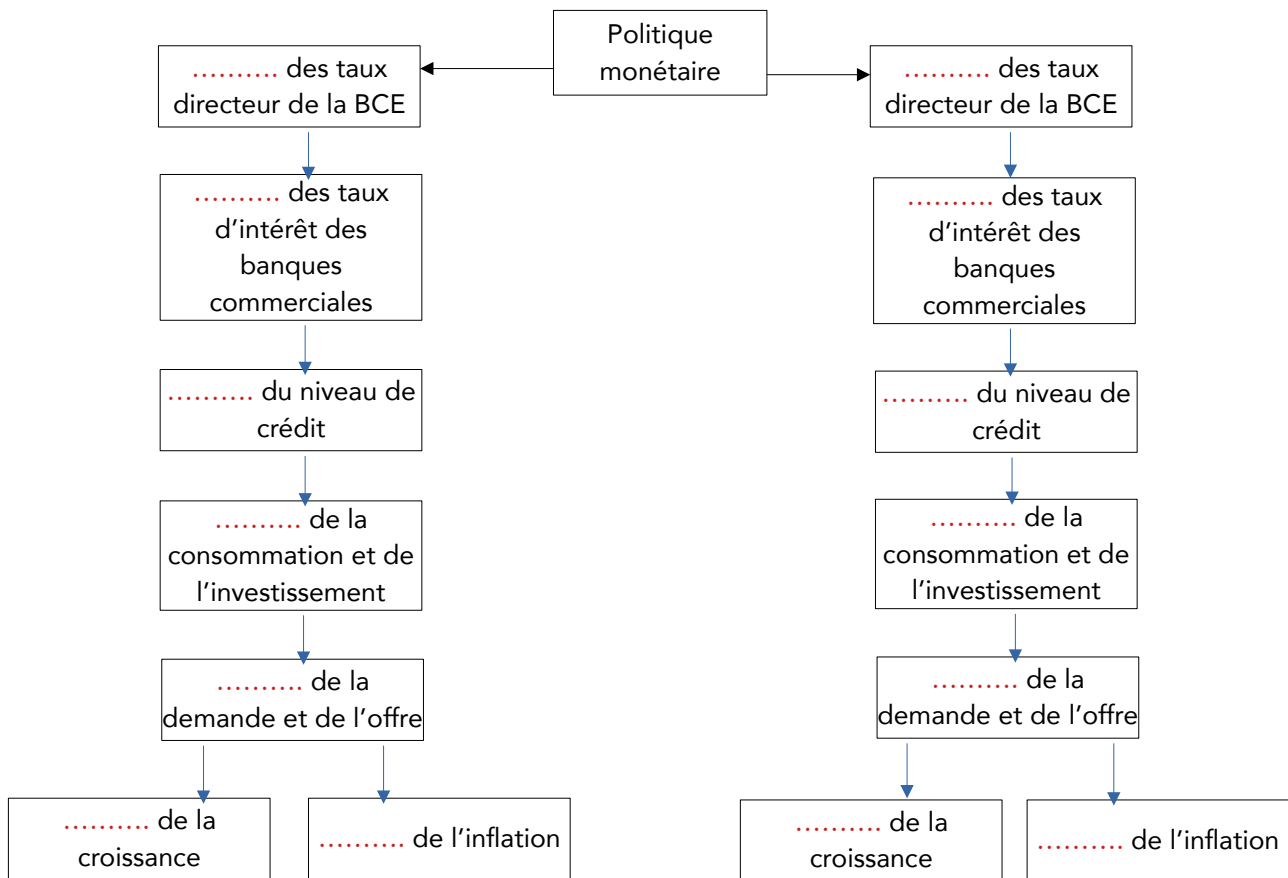 Politique
monétaire
………. des taux
directeur de la BCE
………. des taux
d’intérêt des
banques
commerciales
………. du niveau de
crédit
………. de la
consommation et de
l’investissement
………. de la
demande et de l’offre
………. de la
croissance
………. de l’inflation
………. des taux
directeur de la BCE
………. des taux
d’intérêt des
banques
commerciales
………. du niveau de
crédit
………. de la
consommation et de
l’investissement
………. de la
demande et de l’offre
………. de la
croissance
………. de l’inflation